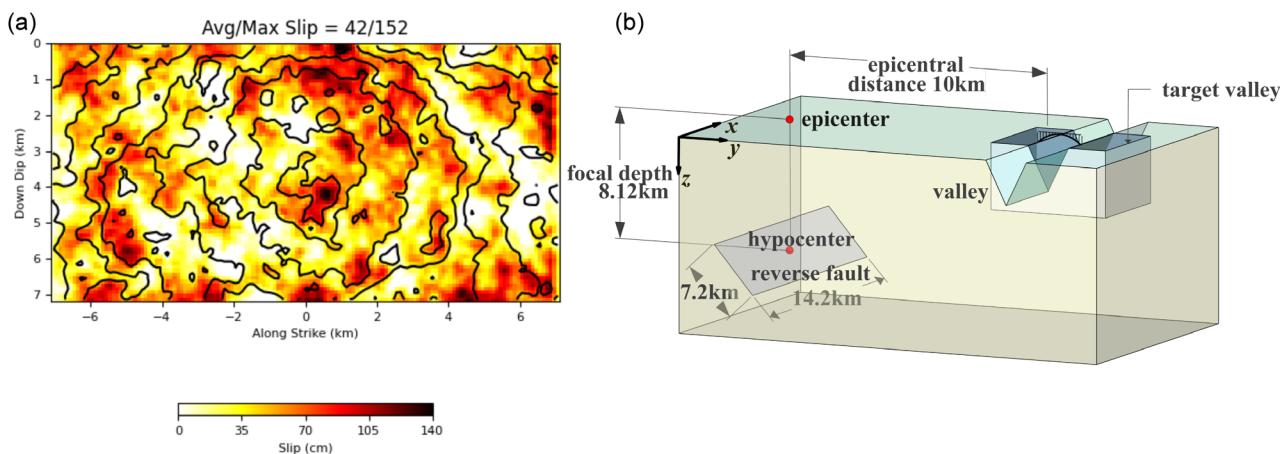 (a)
Avg/Max Slip = 42/152
Down Dip (km)
0
1
2
3
4
5
6
7
−6
−4
−2
0
2
4
6
Along Strike (km)
0
35
70
105
140
Slip (cm)
(b)
epicentral
distance 10km
target valley
epicenter
x
y
z
focal depth
8.12km
valley
hypocenter
reverse fault
7.2km
14.2km